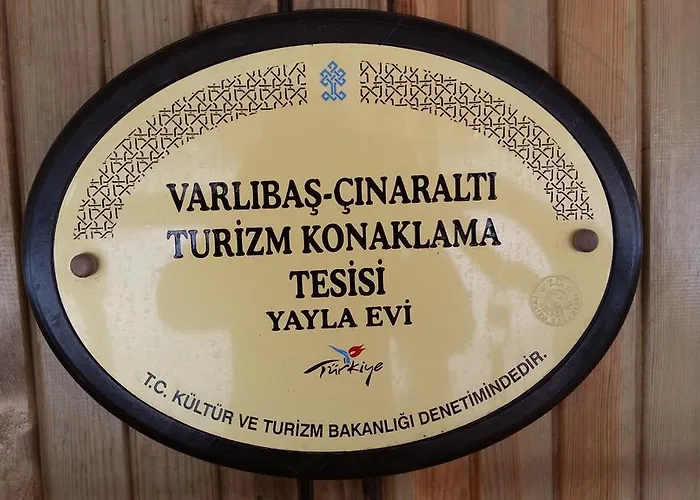 VARLIBAŞ-ÇINARALTI
TURİZM KONAKLAMA
TESİSİ
YAYLA EVİ
Türkiye
T.C. KÜLTÜR VE TURİZM BAKANLIĞI DENETİMİNDEDİR.